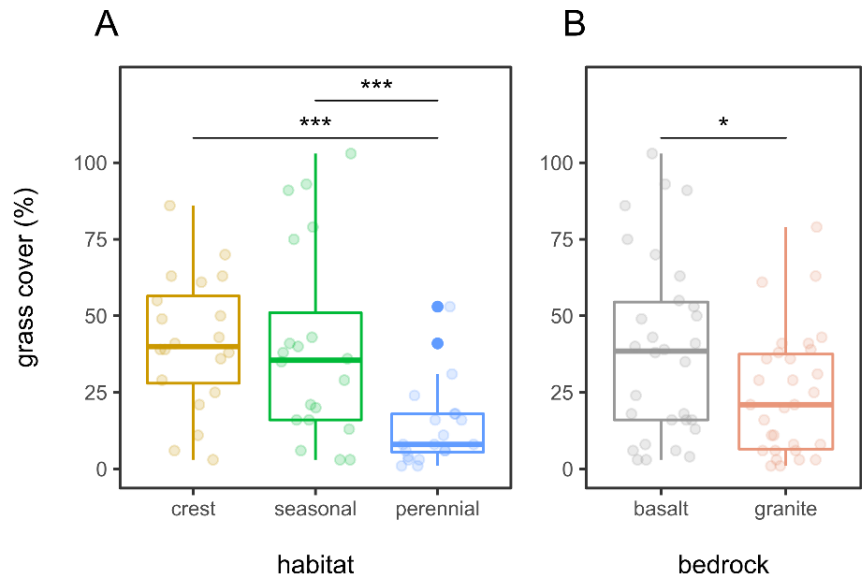 A
B
***
***
*
100
75
50
25
0
100
75
50
25
0
grass cover (%)
crest seasonal perennial
basalt granite
habitat
bedrock